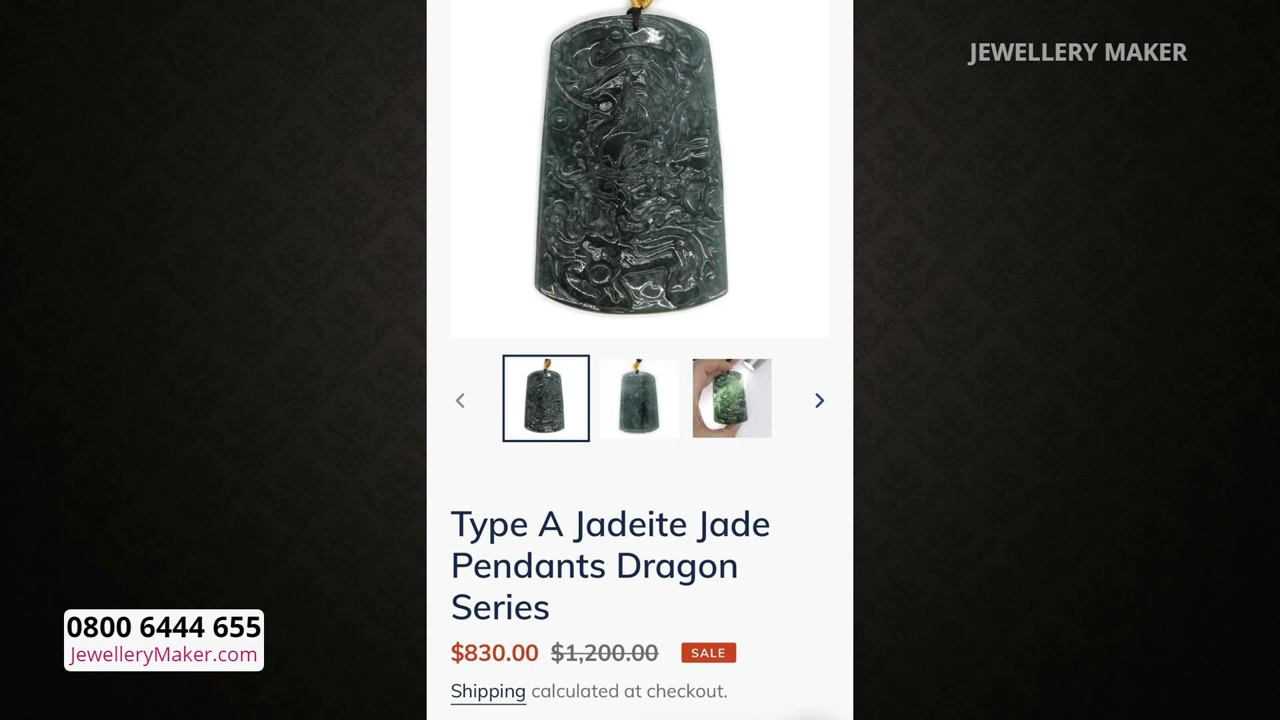 JEWELLERY MAKER
Type A Jadeite Jade
Pendants Dragon
Series
$830.00 $1,200.00 SALE
Shipping calculated at checkout.
0800 6444 655
JewelleryMaker.com